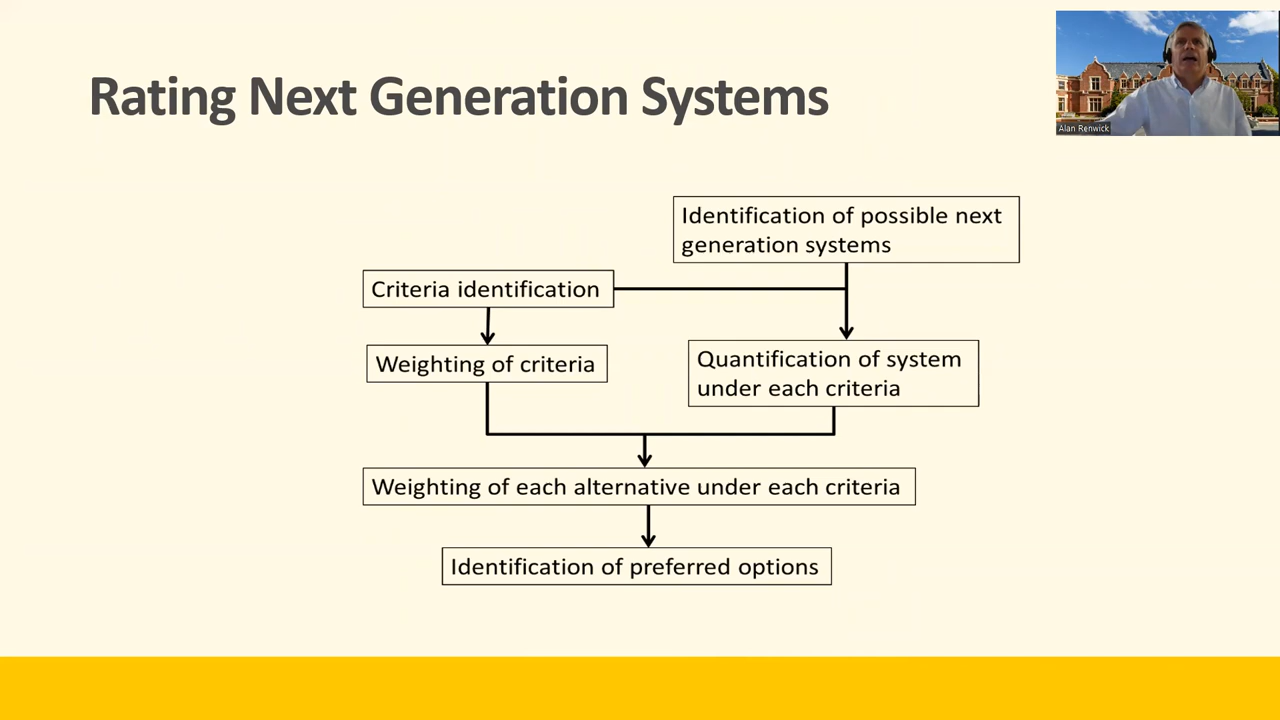 Rating Next Generation Systems
Alan Renwick
Identification of possible next
generation systems
Criteria identification
Weighting of criteria
Quantification of system
under each criteria
Weighting of each alternative under each criteria
Identification of preferred options